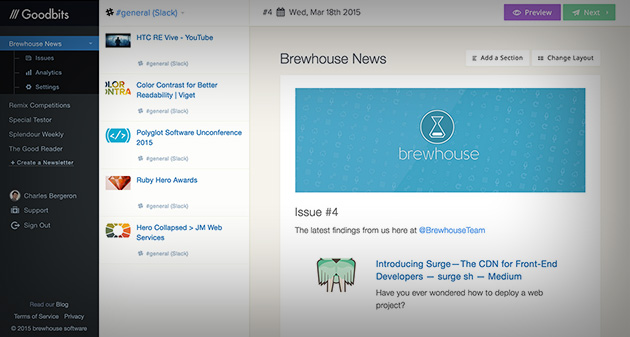 Goodbits
Brewhouse News
Issues
Analytics
Settings
Remix Competitions
Special Testor
Splendour Weekly
The Good Reader
+ Create a Newsletter
Charles Bergeron
Support
Sign Out
Read our Blog
Terms of Service Privacy
© 2015 brewhouse software
#general (Slack)
HTC RE Vive - YouTube
#general (Slack)
COLOR
CONTRA
Color Contrast for Better
Readability | Viget
#general (Slack)
</>
Polyglot Software Unconference
2015
#general (Slack)
Ruby Hero Awards
#general (Slack)
Hero Collapsed > JM Web
Services
#general (Slack)
#4 Wed, Mar 18th 2015
Preview
Next >
Brewhouse News
Add a Section
Change Layout
brewhouse
Issue #4
The latest findings from us here at @BrewhouseTeam
Introducing Surge—The CDN for Front-End
Developers — surge sh — Medium
Have you ever wondered how to deploy a web
project?